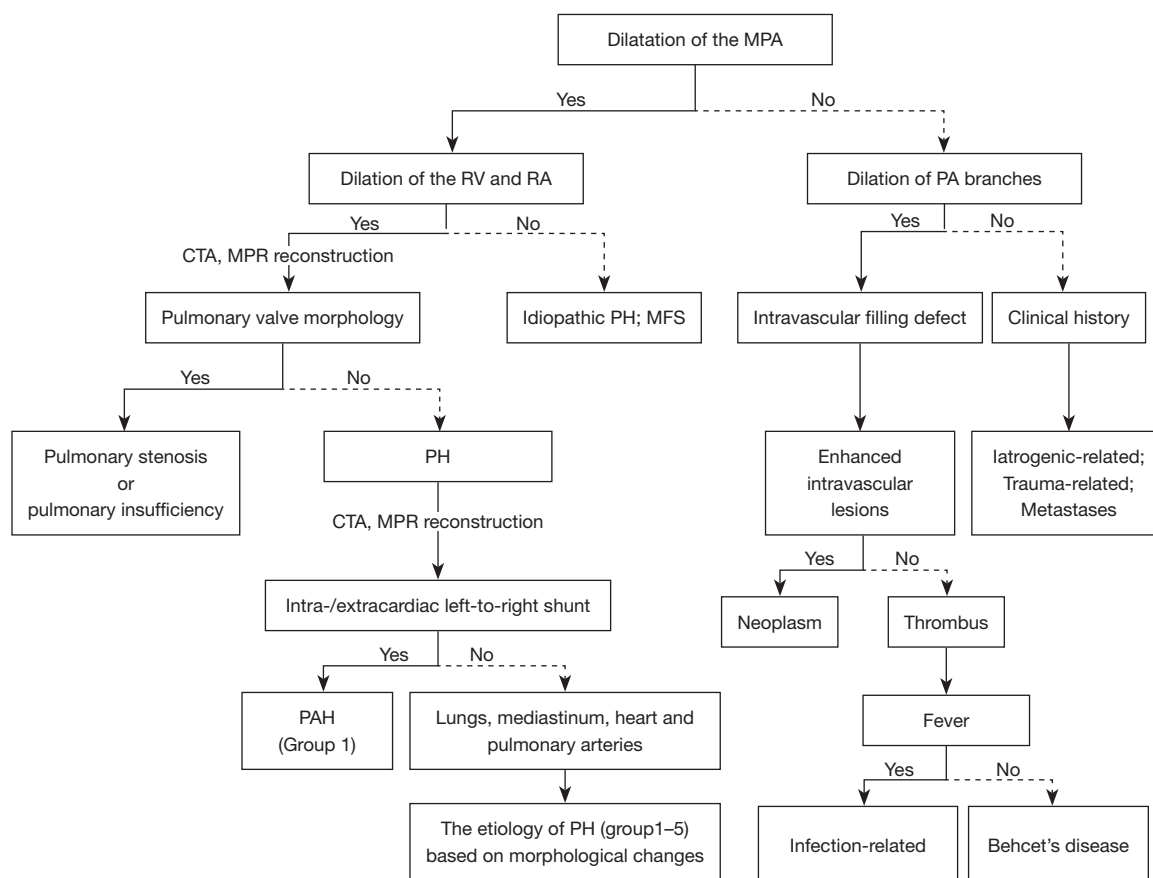 Dilatation of the MPA
Yes
No
Dilation of the RV and RA
Dilation of PA branches
Yes
No
Yes
No
CTA, MPR reconstruction
Pulmonary valve morphology
Idiopathic PH; MFS
Intravascular filling defect
Clinical history
Yes
No
Pulmonary stenosis
or
pulmonary insufficiency
PH
Enhanced
intravascular
lesions
Iatrogenic-related;
Trauma-related;
Metastases
CTA, MPR reconstruction
Yes
No
Intra-/extracardiac left-to-right shunt
Neoplasm
Thrombus
Yes
No
PAH
(Group 1)
Lungs, mediastinum, heart and
pulmonary arteries
Fever
Yes
No
The etiology of PH (group1–5)
based on morphological changes
Infection-related
Behcet's disease